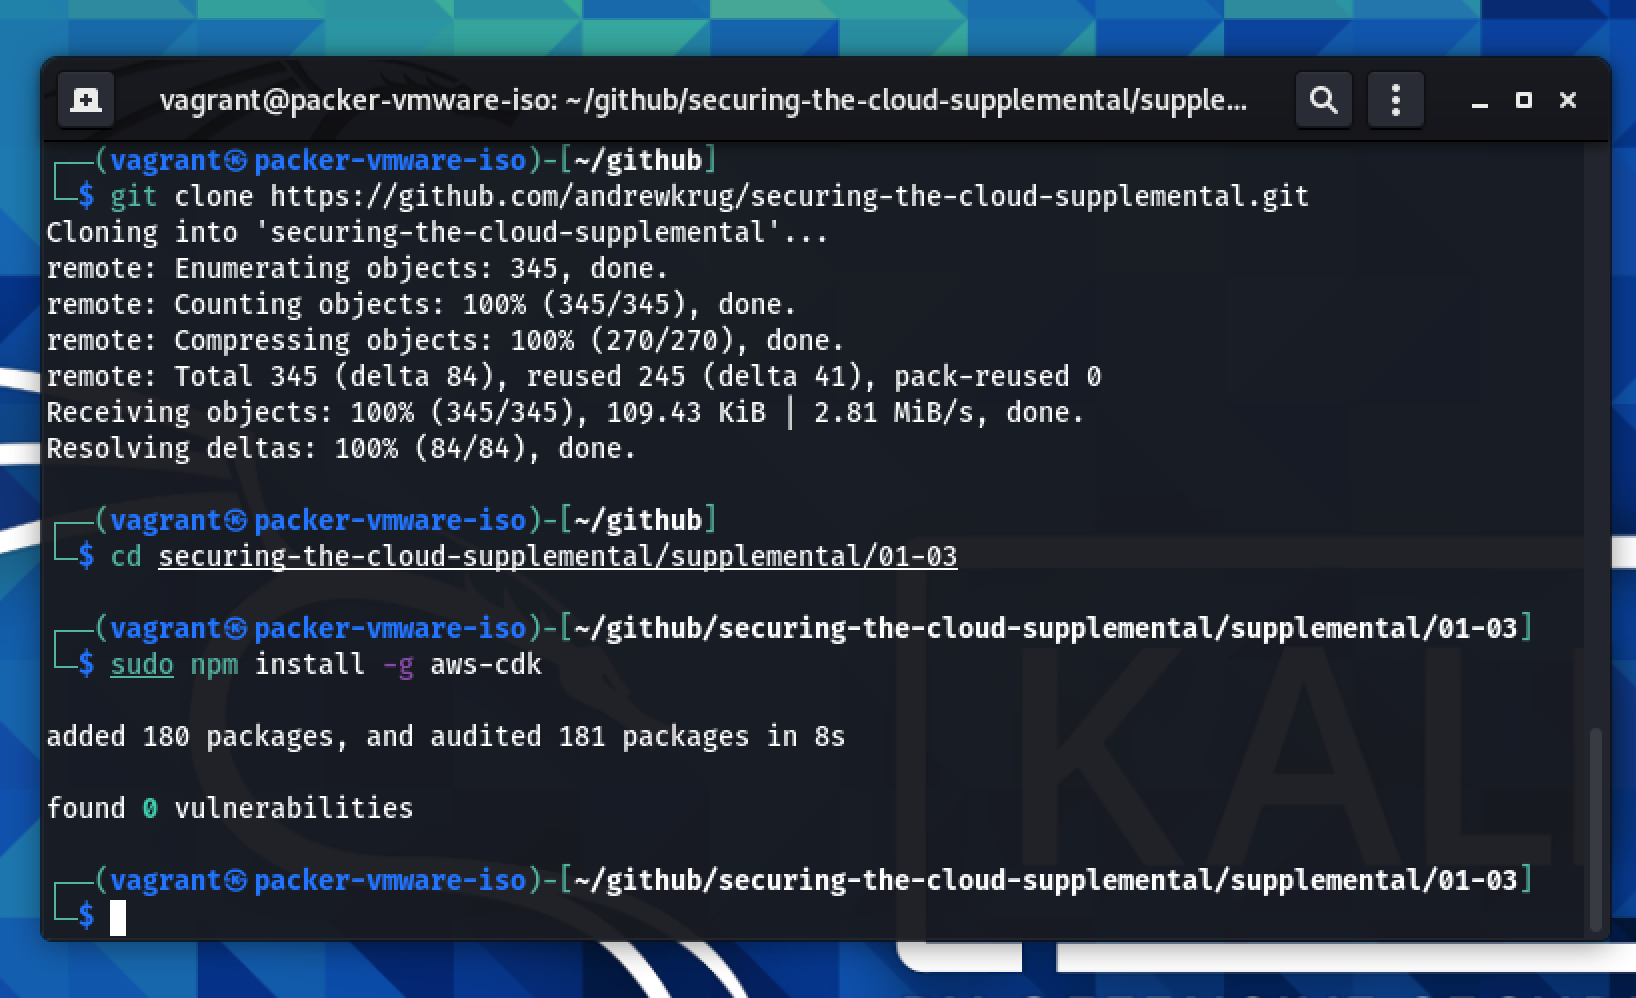 vagrant@packer-vmware-iso: ~/github/securing-the-cloud-supplemental/supple...
┌──(vagrant㉿packer-vmware-iso)-[~/github]
└─$ git clone https://github.com/andrewkrug/securing-the-cloud-supplemental.git
Cloning into 'securing-the-cloud-supplemental'...
remote: Enumerating objects: 345, done.
remote: Counting objects: 100% (345/345), done.
remote: Compressing objects: 100% (270/270), done.
remote: Total 345 (delta 84), reused 245 (delta 41), pack-reused 0
Receiving objects: 100% (345/345), 109.43 KiB | 2.81 MiB/s, done.
Resolving deltas: 100% (84/84), done.
┌──(vagrant㉿packer-vmware-iso)-[~/github]
└─$ cd securing-the-cloud-supplemental/supplemental/01-03
┌──(vagrant㉿packer-vmware-iso)-[~/github/securing-the-cloud-supplemental/supplemental/01-03]
└─$ sudo npm install -g aws-cdk
added 180 packages, and audited 181 packages in 8s
found 0 vulnerabilities
┌──(vagrant㉿packer-vmware-iso)-[~/github/securing-the-cloud-supplemental/supplemental/01-03]
└─$
KALI